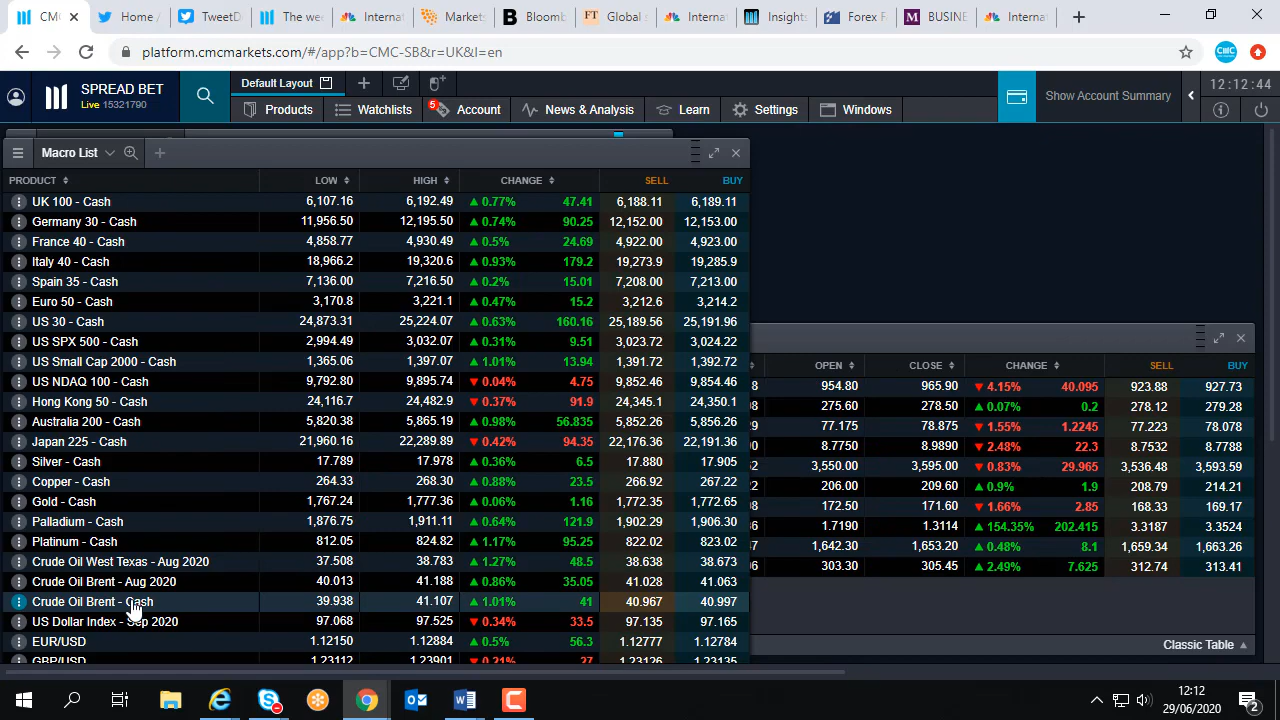 CMC
Home /
TweetD
The wee
Internat
Markets
Bloomb
FT Global s
Interna
Insights
Forex F
M BUSINE
Interna
platform.cmcmarkets.com/#/app?b=CMC-SB&r=UK&l=en
SPREAD BET
Live 15321790
Default Layout
Products
Watchlists
5 Account
News & Analysis
Learn
Settings
Windows
Show Account Summary
12:12:44
Macro List
PRODUCT LOW HIGH CHANGE SELL BUY
UK 100 - Cash 6,107.16 6,192.49 0.77% 47.41 6,188.11 6,189.11
Germany 30 - Cash 11,956.50 12,195.50 0.74% 90.25 12,152.00 12,153.00
France 40 - Cash 4,858.77 4,930.49 0.5% 24.69 4,922.00 4,923.00
Italy 40 - Cash 18,966.2 19,320.6 0.93% 179.2 19,273.9 19,285.9
Spain 35 - Cash 7,136.00 7,216.50 0.2% 15.01 7,208.00 7,213.00
Euro 50 - Cash 3,170.8 3,221.1 0.47% 15.2 3,212.6 3,214.2
US 30 - Cash 24,873.31 25,224.07 0.63% 160.16 25,189.56 25,191.96
US SPX 500 - Cash 2,994.49 3,032.07 0.31% 9.51 3,023.72 3,024.22
US Small Cap 2000 - Cash 1,365.06 1,397.07 1.01% 13.94 1,391.72 1,392.72
US NDAQ 100 - Cash 9,792.80 9,895.74 0.04% 4.75 9,852.46 9,854.46
Hong Kong 50 - Cash 24,116.7 24,482.9 0.37% 91.9 24,345.1 24,350.1
Australia 200 - Cash 5,820.38 5,865.19 0.98% 56.835 5,852.26 5,856.26
Japan 225 - Cash 21,960.16 22,289.89 0.42% 94.35 22,176.36 22,191.36
Silver - Cash 17.789 17.978 0.36% 6.5 17.880 17.905
Copper - Cash 264.33 268.30 0.88% 23.5 266.92 267.22
Gold - Cash 1,767.24 1,777.36 0.06% 1.16 1,772.35 1,772.65
Palladium - Cash 1,876.75 1,911.11 0.64% 121.9 1,902.29 1,906.30
Platinum - Cash 812.05 824.82 1.17% 95.25 822.02 823.02
Crude Oil West Texas - Aug 2020 37.508 38.783 1.27% 48.5 38.638 38.673
Crude Oil Brent - Aug 2020 40.013 41.188 0.86% 35.05 41.028 41.063
Crude Oil Brent - Cash 39.938 41.107 1.01% 41 40.967 40.997
US Dollar Index - Sep 2020 97.068 97.525 0.34% 33.5 97.135 97.165
EUR/USD 1.12150 1.12884 0.5% 56.3 1.12777 1.12784
GBP/USD 1.23112 1.23901 0.21% 27 1.23126 1.23135
OPEN CLOSE CHANGE SELL BUY
8 954.80 965.90 4.15% 40.095 923.88 927.73
275.60 278.50 0.07% 0.2 278.12 279.28
77.175 78.875 1.55% 1.2245 77.223 78.078
8.7750 8.9890 2.48% 22.3 8.7532 8.7788
3,550.00 3,595.00 0.83% 29.965 3,536.48 3,593.59
206.00 209.60 0.9% 1.9 208.79 214.21
172.50 171.60 1.66% 2.85 168.33 169.17
1.7190 1.3114 154.35% 202.415 3.3187 3.3524
1,642.30 1,653.20 0.48% 8.1 1,659.34 1,663.26
303.30 305.45 2.49% 7.625 312.74 313.41
Classic Table
12:12
29/06/2020
2